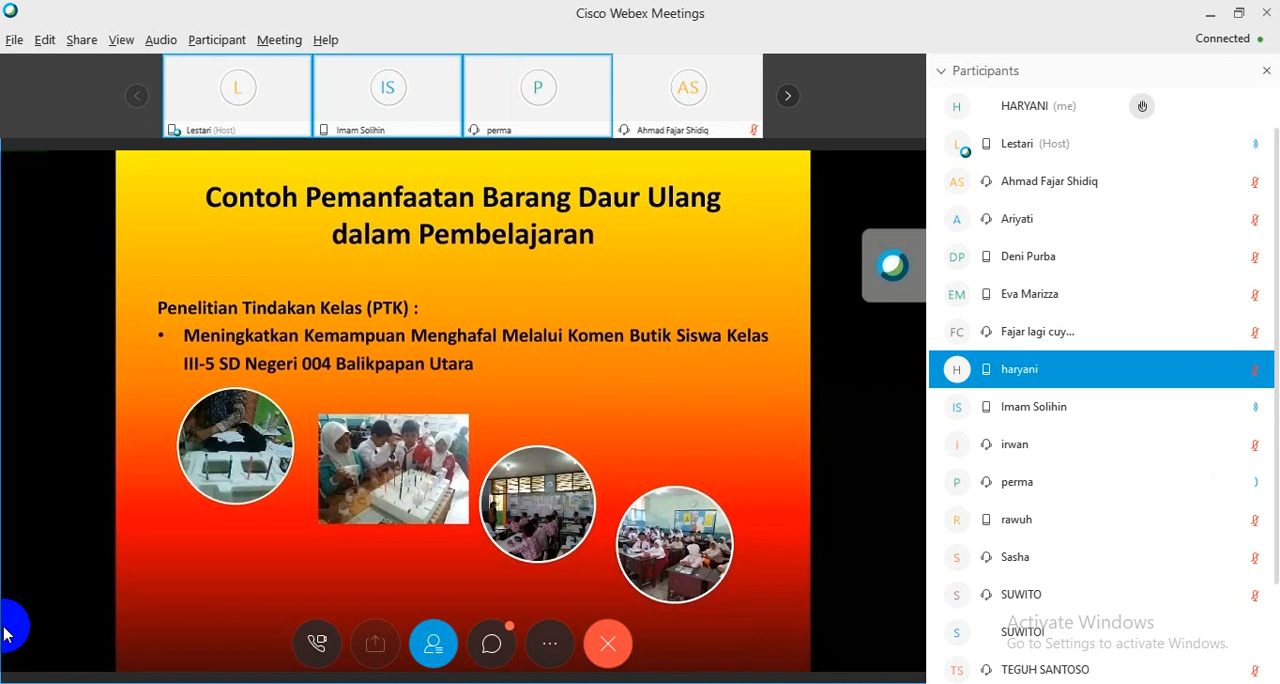 Cisco Webex Meetings
File Edit Share View Audio Participant Meeting Help
Connected
L
Lestari (Host)
IS
Imam Solihin
P
perma
AS
Ahmad Fajar Shidiq
Contoh Pemanfaatan Barang Daur Ulang
dalam Pembelajaran
Penelitian Tindakan Kelas (PTK) :
• Meningkatkan Kemampuan Menghafal Melalui Komen Butik Siswa Kelas
III-5 SD Negeri 004 Balikpapan Utara
Participants
H HARYANI (me)
L Lestari (Host)
AS Ahmad Fajar Shidiq
A Ariyati
DP Deni Purba
EM Eva Marizza
FC Fajar lagi cuy...
H haryani
IS Imam Solihin
I irwan
P perma
R rawuh
S Sasha
S SUWITO
S SUWITOI
TS TEGUH SANTOSO
Activate Windows
Go to Settings to activate Windows.